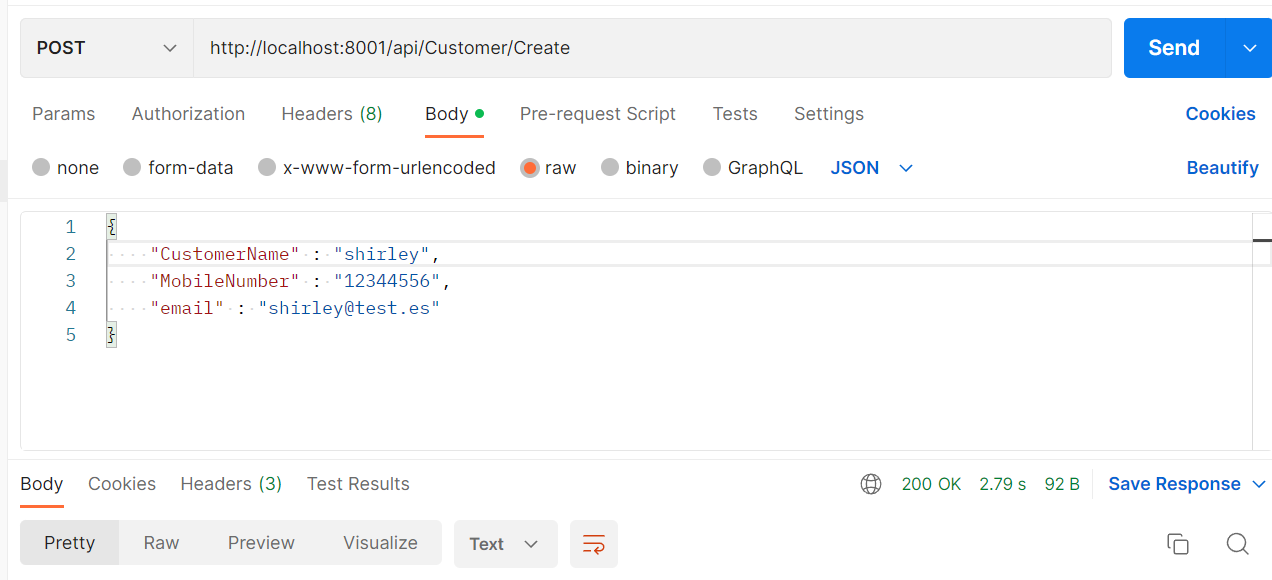 POST http://localhost:8001/api/Customer/Create Send
Params Authorization Headers (8) Body Pre-request Script Tests Settings Cookies
none form-data x-www-form-urlencoded raw binary GraphQL JSON Beautify
1 {
2 "CustomerName" : "shirley",
3 "MobileNumber" : "12344556",
4 "email" : "shirley@test.es"
5 }
Body Cookies Headers (3) Test Results 200 OK 2.79 s 92 B Save Response
Pretty Raw Preview Visualize Text